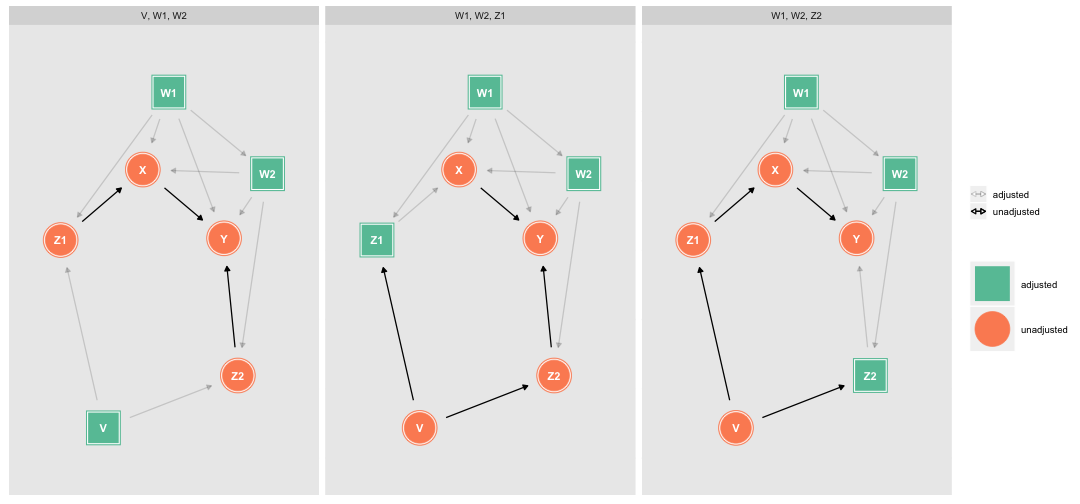 V, W1, W2
W1, W2, Z1
W1, W2, Z2
W1
X
W2
Z1
Y
Z2
V
W1
X
W2
Z1
Y
Z2
V
W1
X
W2
Z1
Y
Z2
V
adjusted
unadjusted
adjusted
unadjusted